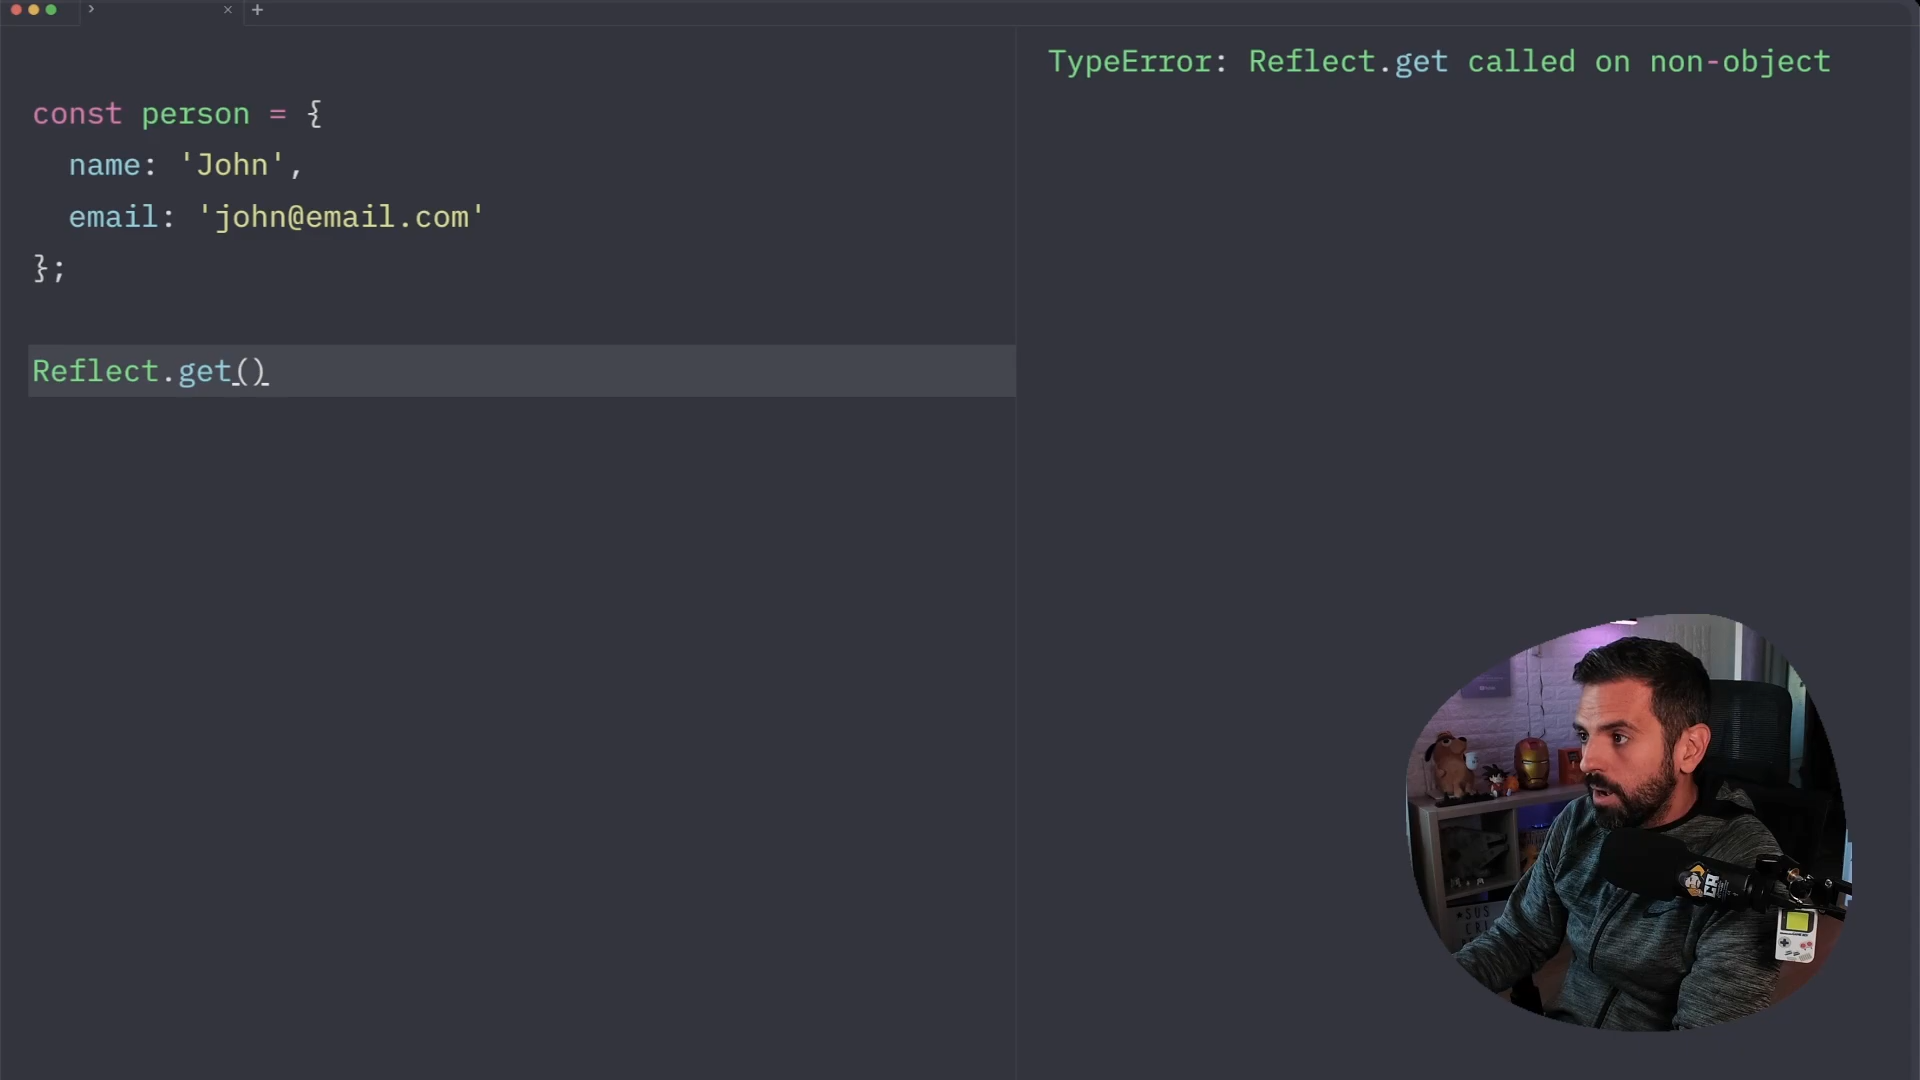 const person = {
  name: 'John',
  email: 'john@email.com'
};
Reflect.get()
TypeError: Reflect.get called on non-object